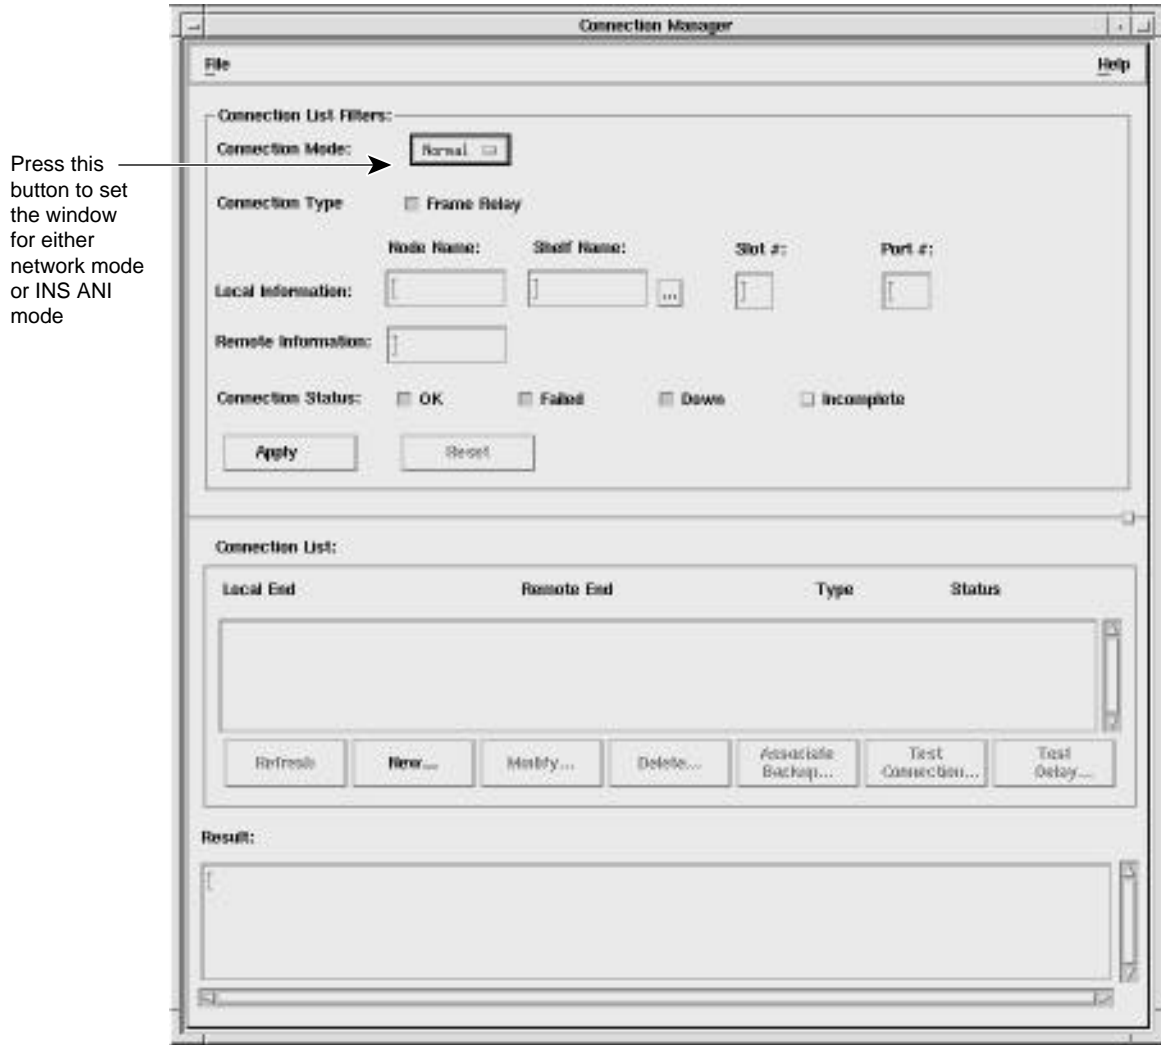 Connection Manager
File Help
Connection List Filters:
Connection Mode: Normal
Press this
button to set
the window
for either
network mode
or INS ANI
mode
Connection Type Frame Relay
Node Name: Shelf Name: Slot #: Port #:
Local Information: ...
Remote Information:
Connection Status: OK Failed Down Incomplete
Apply Reset
Connection List:
Local End Remote End Type Status
Refresh New... Modify... Delete... Associate Backup... Test Connection... Test Delay...
Result: